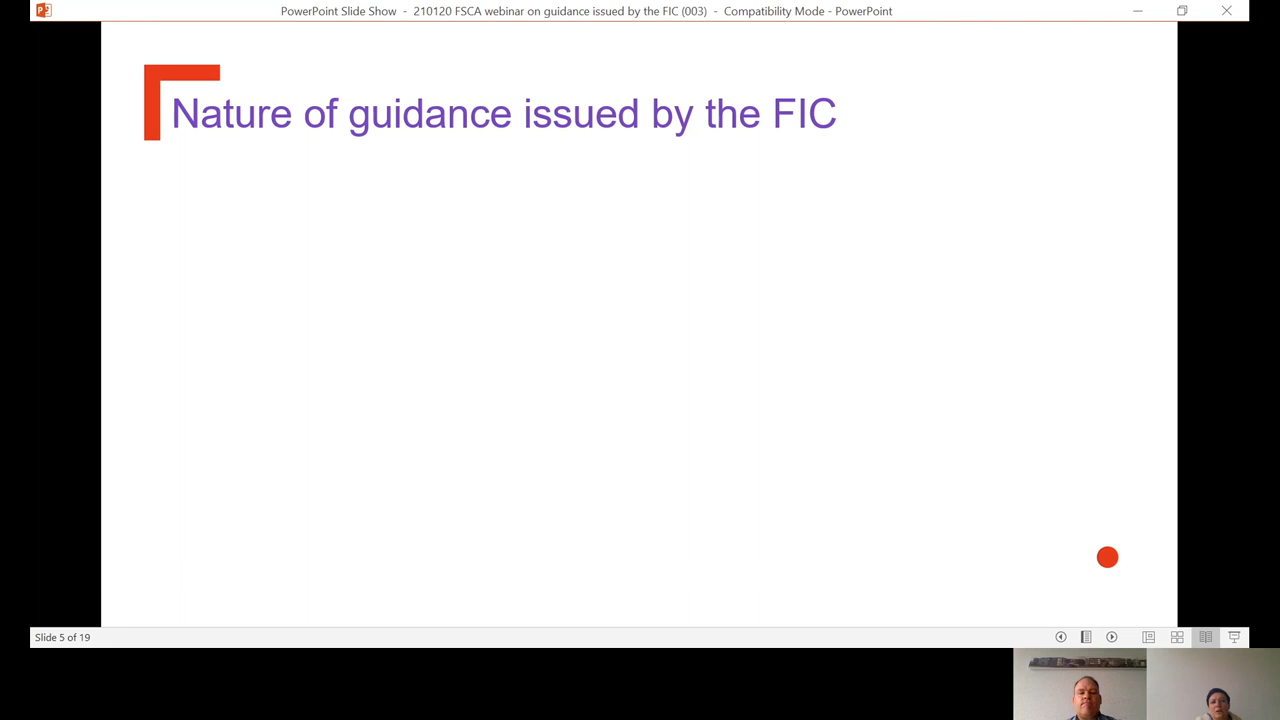 PowerPoint Slide Show - 210120 FSCA webinar on guidance issued by the FIC (003) - Compatibility Mode - PowerPoint
Nature of guidance issued by the FIC
Slide 5 of 19